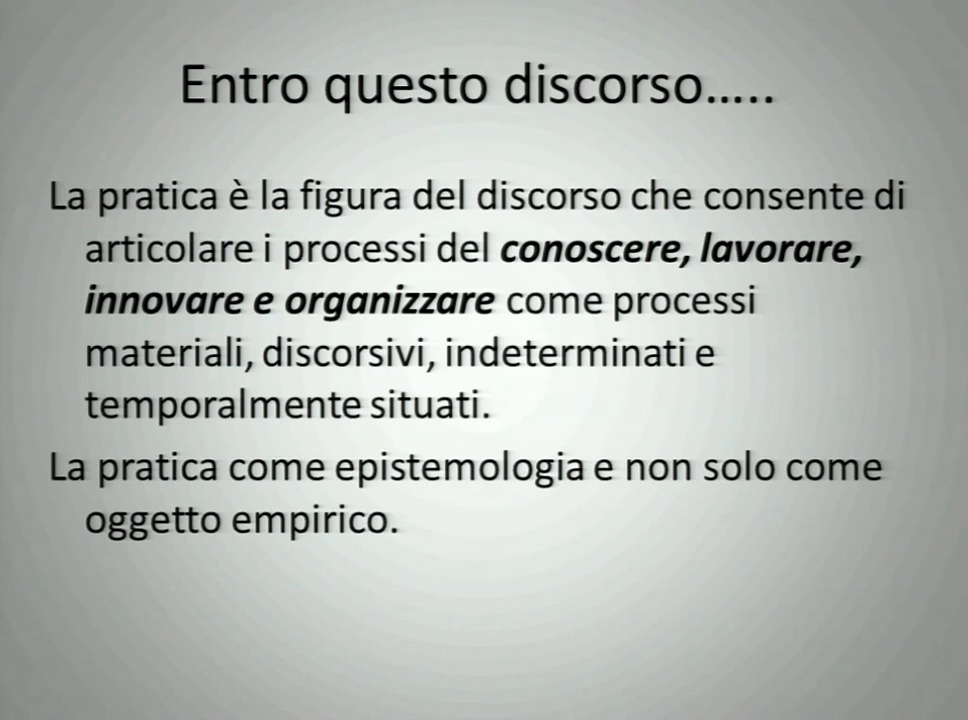 Entro questo discorso…..
La pratica è la figura del discorso che consente di
articolare i processi del conoscere, lavorare,
innovare e organizzare come processi
materiali, discorsivi, indeterminati e
temporalmente situati.
La pratica come epistemologia e non solo come
oggetto empirico.